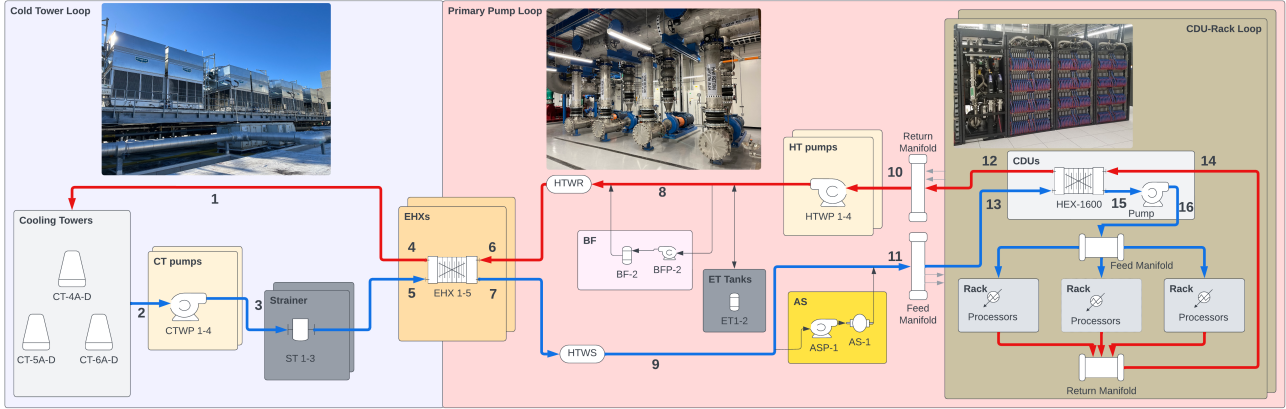 Cold Tower Loop
Primary Pump Loop
CDU-Rack Loop
1
Cooling Towers
CT-4A-D
CT-5A-D
CT-6A-D
2
CT pumps
CTWP 1-4
3
Strainer
ST 1-3
EHXs
4
6
5
7
EHX 1-5
HTWR
8
HT pumps
HTWP 1-4
10
Return
Manifold
BF
BF-2
BFP-2
ET Tanks
ET1-2
AS
ASP-1
AS-1
HTWS
9
11
Feed
Manifold
12
13
CDUs
HEX-1600
14
15
Pump
16
Feed Manifold
Rack
Processors
Rack
Processors
Rack
Processors
Return Manifold